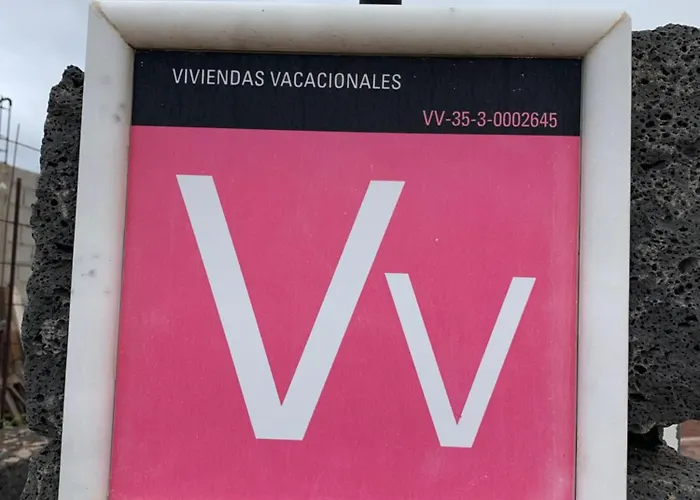 VIVIENDAS VACACIONALES
VV-35-3-0002645
Vv